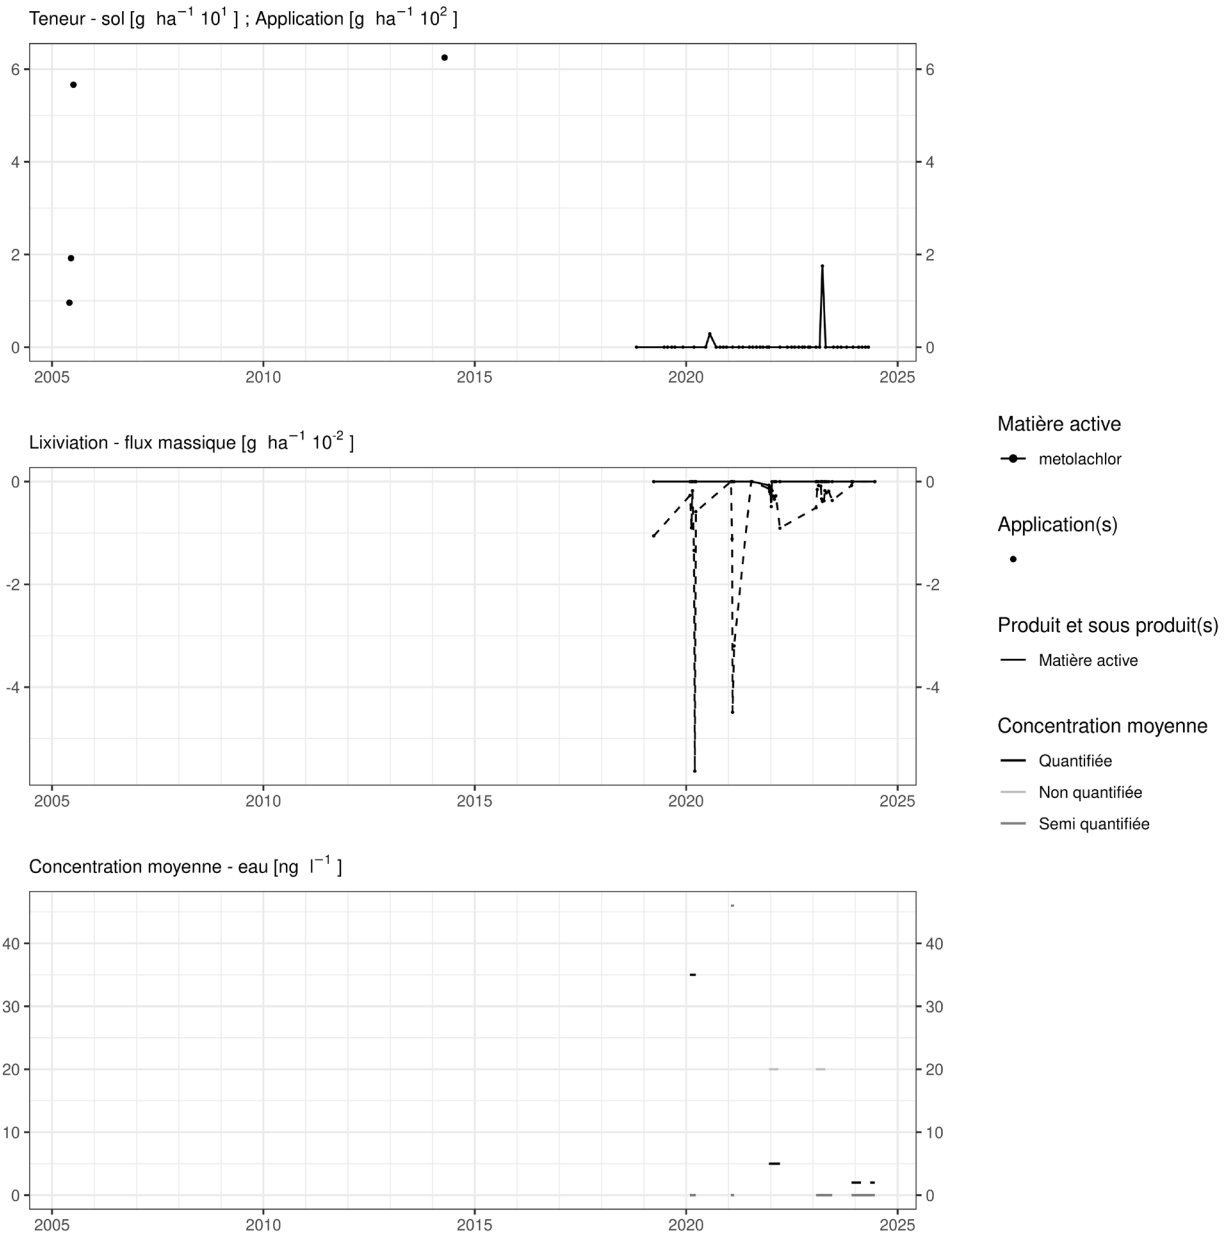 Teneur - sol [g ha−1 101 ] ; Application [g ha−1 102 ]
6 6
4 4
2 2
0 0
2005 2010 2015 2020 2025
Lixiviation - flux massique [g ha−1 10-2 ]
0 0
-2 -2
-4 -4
2005 2010 2015 2020 2025
Concentration moyenne - eau [ng l−1 ]
40 40
30 30
20 20
10 10
0 0
2005 2010 2015 2020 2025
Matière active
metolachlor
Application(s)
Produit et sous produit(s)
Matière active
Concentration moyenne
Quantifiée
Non quantifiée
Semi quantifiée